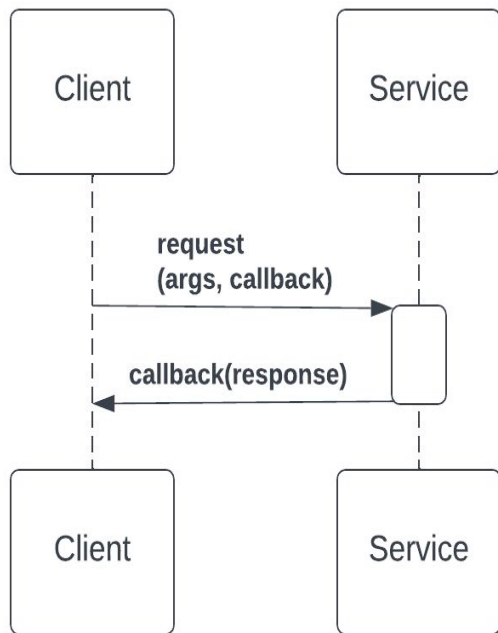 Client
Service
request
(args, callback)
callback(response)
Client
Service